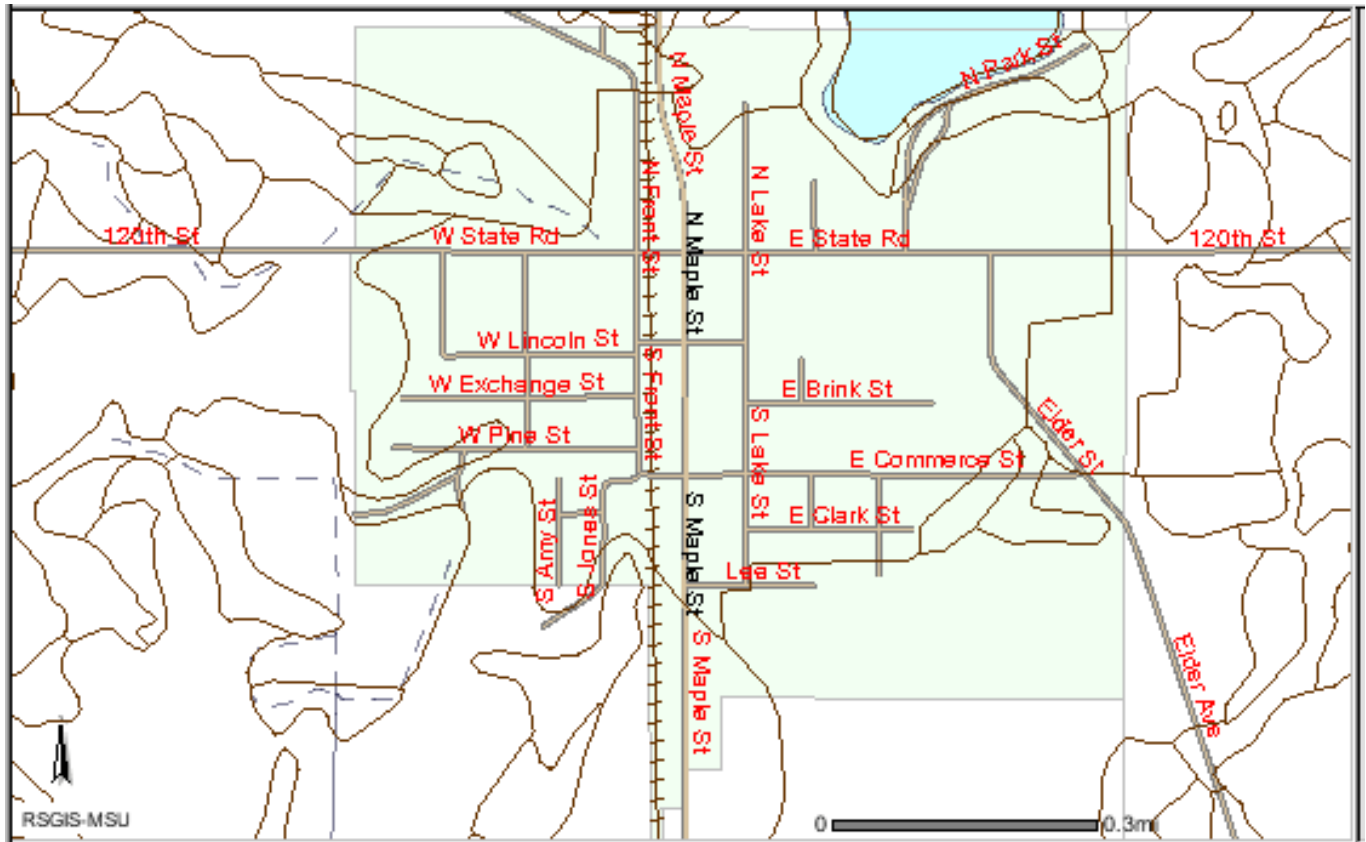 N Park St
N Maple St
N Front St
N Lake St
N Maple St
120th St
W State Rd
E State Rd
120th St
W Lincoln St
S Front St
W Exchange St
E Brink St
S Lake St
Elder St
W Pine St
E Commerce St
S Amy St
S Jones S
S Maple St
E Clark St
Lee St
S Maple St
Elder Ave
RSGIS-MSU
0
0.3mi